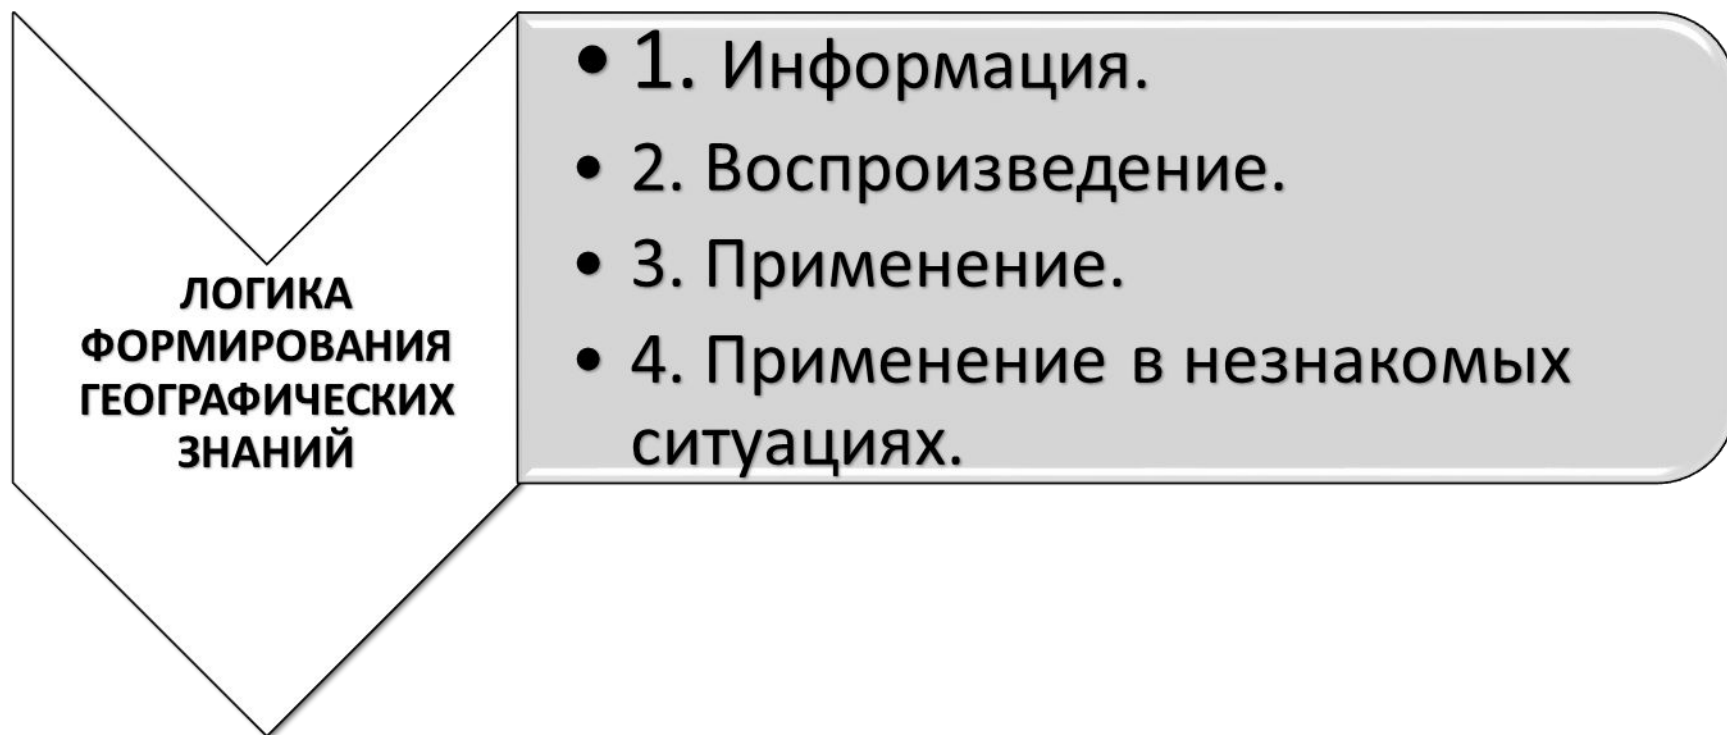 ЛОГИКА
ФОРМИРОВАНИЯ
ГЕОГРАФИЧЕСКИХ
ЗНАНИЙ
• 1. Информация.
• 2. Воспроизведение.
• 3. Применение.
• 4. Применение в незнакомых
ситуациях.